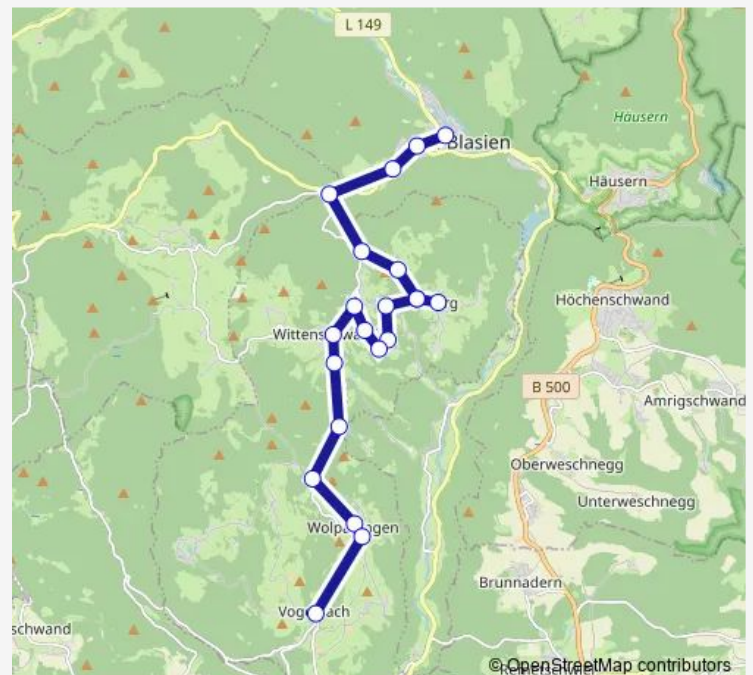 L 149
Häusern
Blasien
Häusern
Höchenschwand
B 500
Amrigschwand
Oberweschnegg
Unterweschnegg
Brunnadern
schwand
© OpenStreetMap contributors